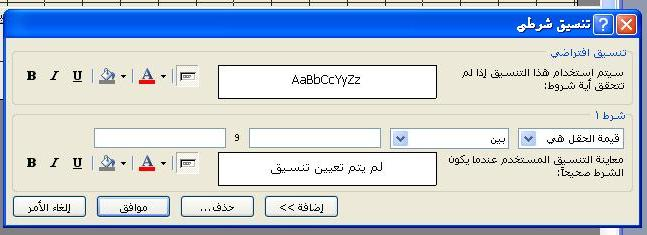 تنسيق شرطي
تنسيق افتراضي
سيتم استخدام هذا التنسيق إذا لم
تتحقق أية شروط:
AaBbCcYyZz
B I U A
شرط ١
قيمة الحقل هي بين و
معاينة التنسيق المستخدم عندما يكون
الشرط صحيحاً:
لم يتم تعيين تنسيق
B I U A
إضافة >> حذف... موافق إلغاء الأمر